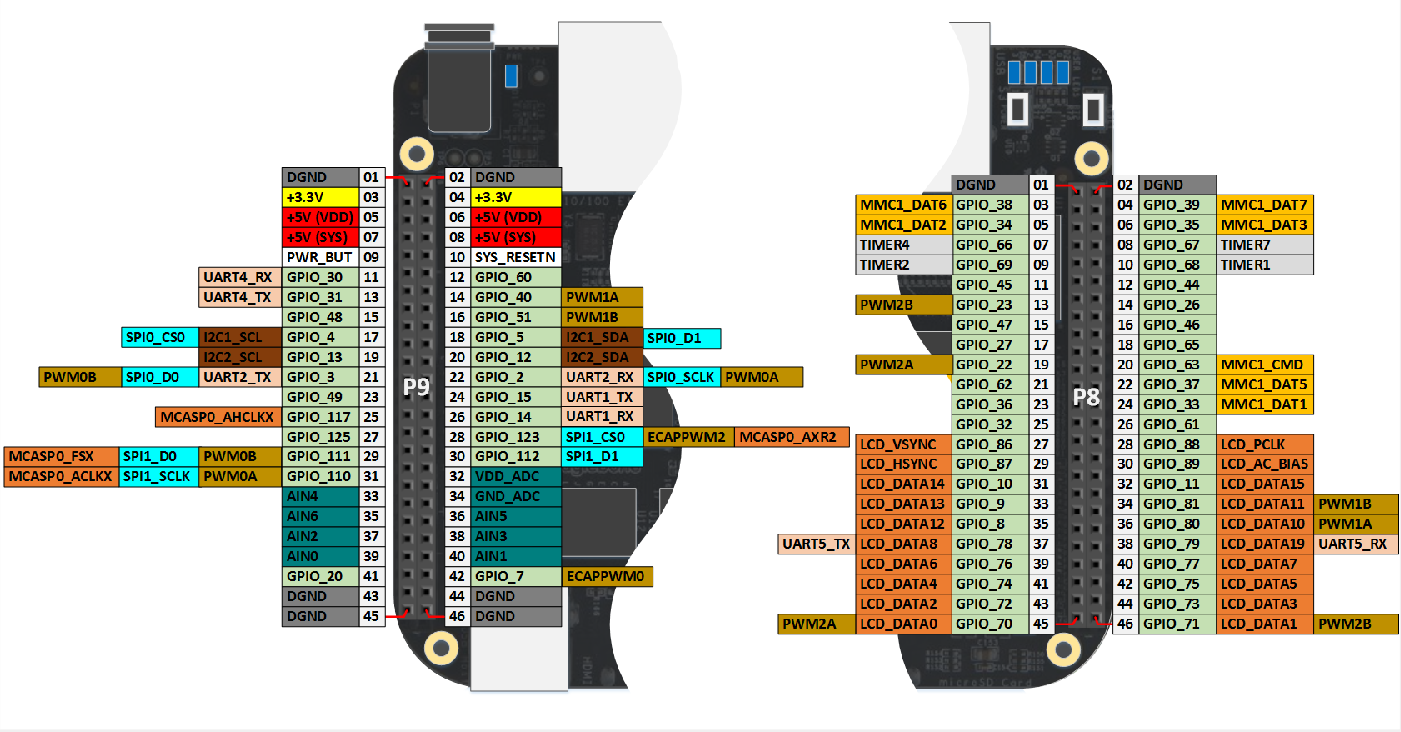 DGND 01 02 DGND
+3.3V 03 04 +3.3V
+5V (VDD) 05 06 +5V (VDD)
+5V (SYS) 07 08 +5V (SYS)
PWR_BUT 09 10 SYS_RESETN
UART4_RX GPIO_30 11 12 GPIO_60
UART4_TX GPIO_31 13 14 GPIO_40 PWM1A
GPIO_48 15 16 GPIO_51 PWM1B
SPI0_CS0 I2C1_SCL GPIO_4 17 18 GPIO_5 I2C1_SDA SPI0_D1
I2C2_SCL GPIO_13 19 20 GPIO_12 I2C2_SDA
PWM0B SPI0_D0 UART2_TX GPIO_3 21 22 GPIO_2 UART2_RX SPI0_SCLK PWM0A
GPIO_49 23 24 GPIO_15 UART1_TX
MCASP0_AHCLKX GPIO_117 25 26 GPIO_14 UART1_RX
GPIO_125 27 28 GPIO_123 SPI1_CS0 ECAPPWM2 MCASP0_AXR2
MCASP0_FSX SPI1_D0 PWM0B GPIO_111 29 30 GPIO_112 SPI1_D1
MCASP0_ACLKX SPI1_SCLK PWM0A GPIO_110 31 32 VDD_ADC
AIN4 33 34 GND_ADC
AIN6 35 36 AIN5
AIN2 37 38 AIN3
AIN0 39 40 AIN1
GPIO_20 41 42 GPIO_7 ECAPPWM0
DGND 43 44 DGND
DGND 45 46 DGND
P9
HDMI
USB
S3
S1
DGND 01 02 DGND
MMC1_DAT6 GPIO_38 03 04 GPIO_39 MMC1_DAT7
MMC1_DAT2 GPIO_34 05 06 GPIO_35 MMC1_DAT3
TIMER4 GPIO_66 07 08 GPIO_67 TIMER7
TIMER2 GPIO_69 09 10 GPIO_68 TIMER1
GPIO_45 11 12 GPIO_44
PWM2B GPIO_23 13 14 GPIO_26
GPIO_47 15 16 GPIO_46
GPIO_27 17 18 GPIO_65
PWM2A GPIO_22 19 20 GPIO_63 MMC1_CMD
GPIO_62 21 22 GPIO_37 MMC1_DAT5
GPIO_36 23 24 GPIO_33 MMC1_DAT1
GPIO_32 25 26 GPIO_61
LCD_VSYNC GPIO_86 27 28 GPIO_88 LCD_PCLK
LCD_HSYNC GPIO_87 29 30 GPIO_89 LCD_AC_BIAS
LCD_DATA14 GPIO_10 31 32 GPIO_11 LCD_DATA15
LCD_DATA13 GPIO_9 33 34 GPIO_81 LCD_DATA11 PWM1B
LCD_DATA12 GPIO_8 35 36 GPIO_80 LCD_DATA10 PWM1A
UART5_TX LCD_DATA8 GPIO_78 37 38 GPIO_79 LCD_DATA19 UART5_RX
LCD_DATA6 GPIO_76 39 40 GPIO_77 LCD_DATA7
LCD_DATA4 GPIO_74 41 42 GPIO_75 LCD_DATA5
LCD_DATA2 GPIO_72 43 44 GPIO_73 LCD_DATA3
PWM2A LCD_DATA0 GPIO_70 45 46 GPIO_71 LCD_DATA1 PWM2B
P8
microSD Card